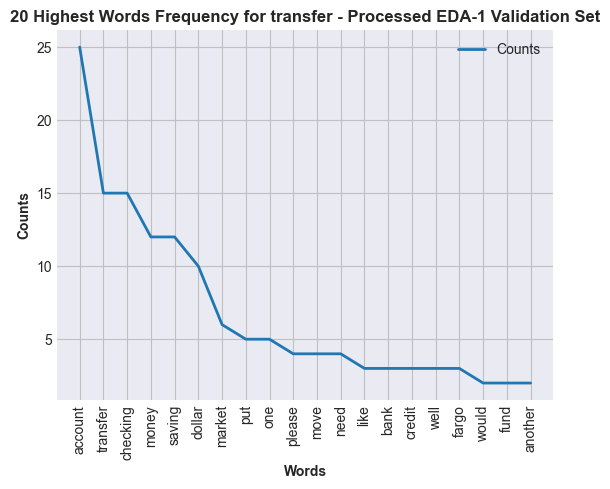 20 Highest Words Frequency for transfer - Processed EDA-1 Validation Set
Counts
25
20
15
10
5
Counts
account
transfer
checking
money
saving
dollar
market
put
one
please
move
need
like
bank
credit
well
fargo
would
fund
another
Words